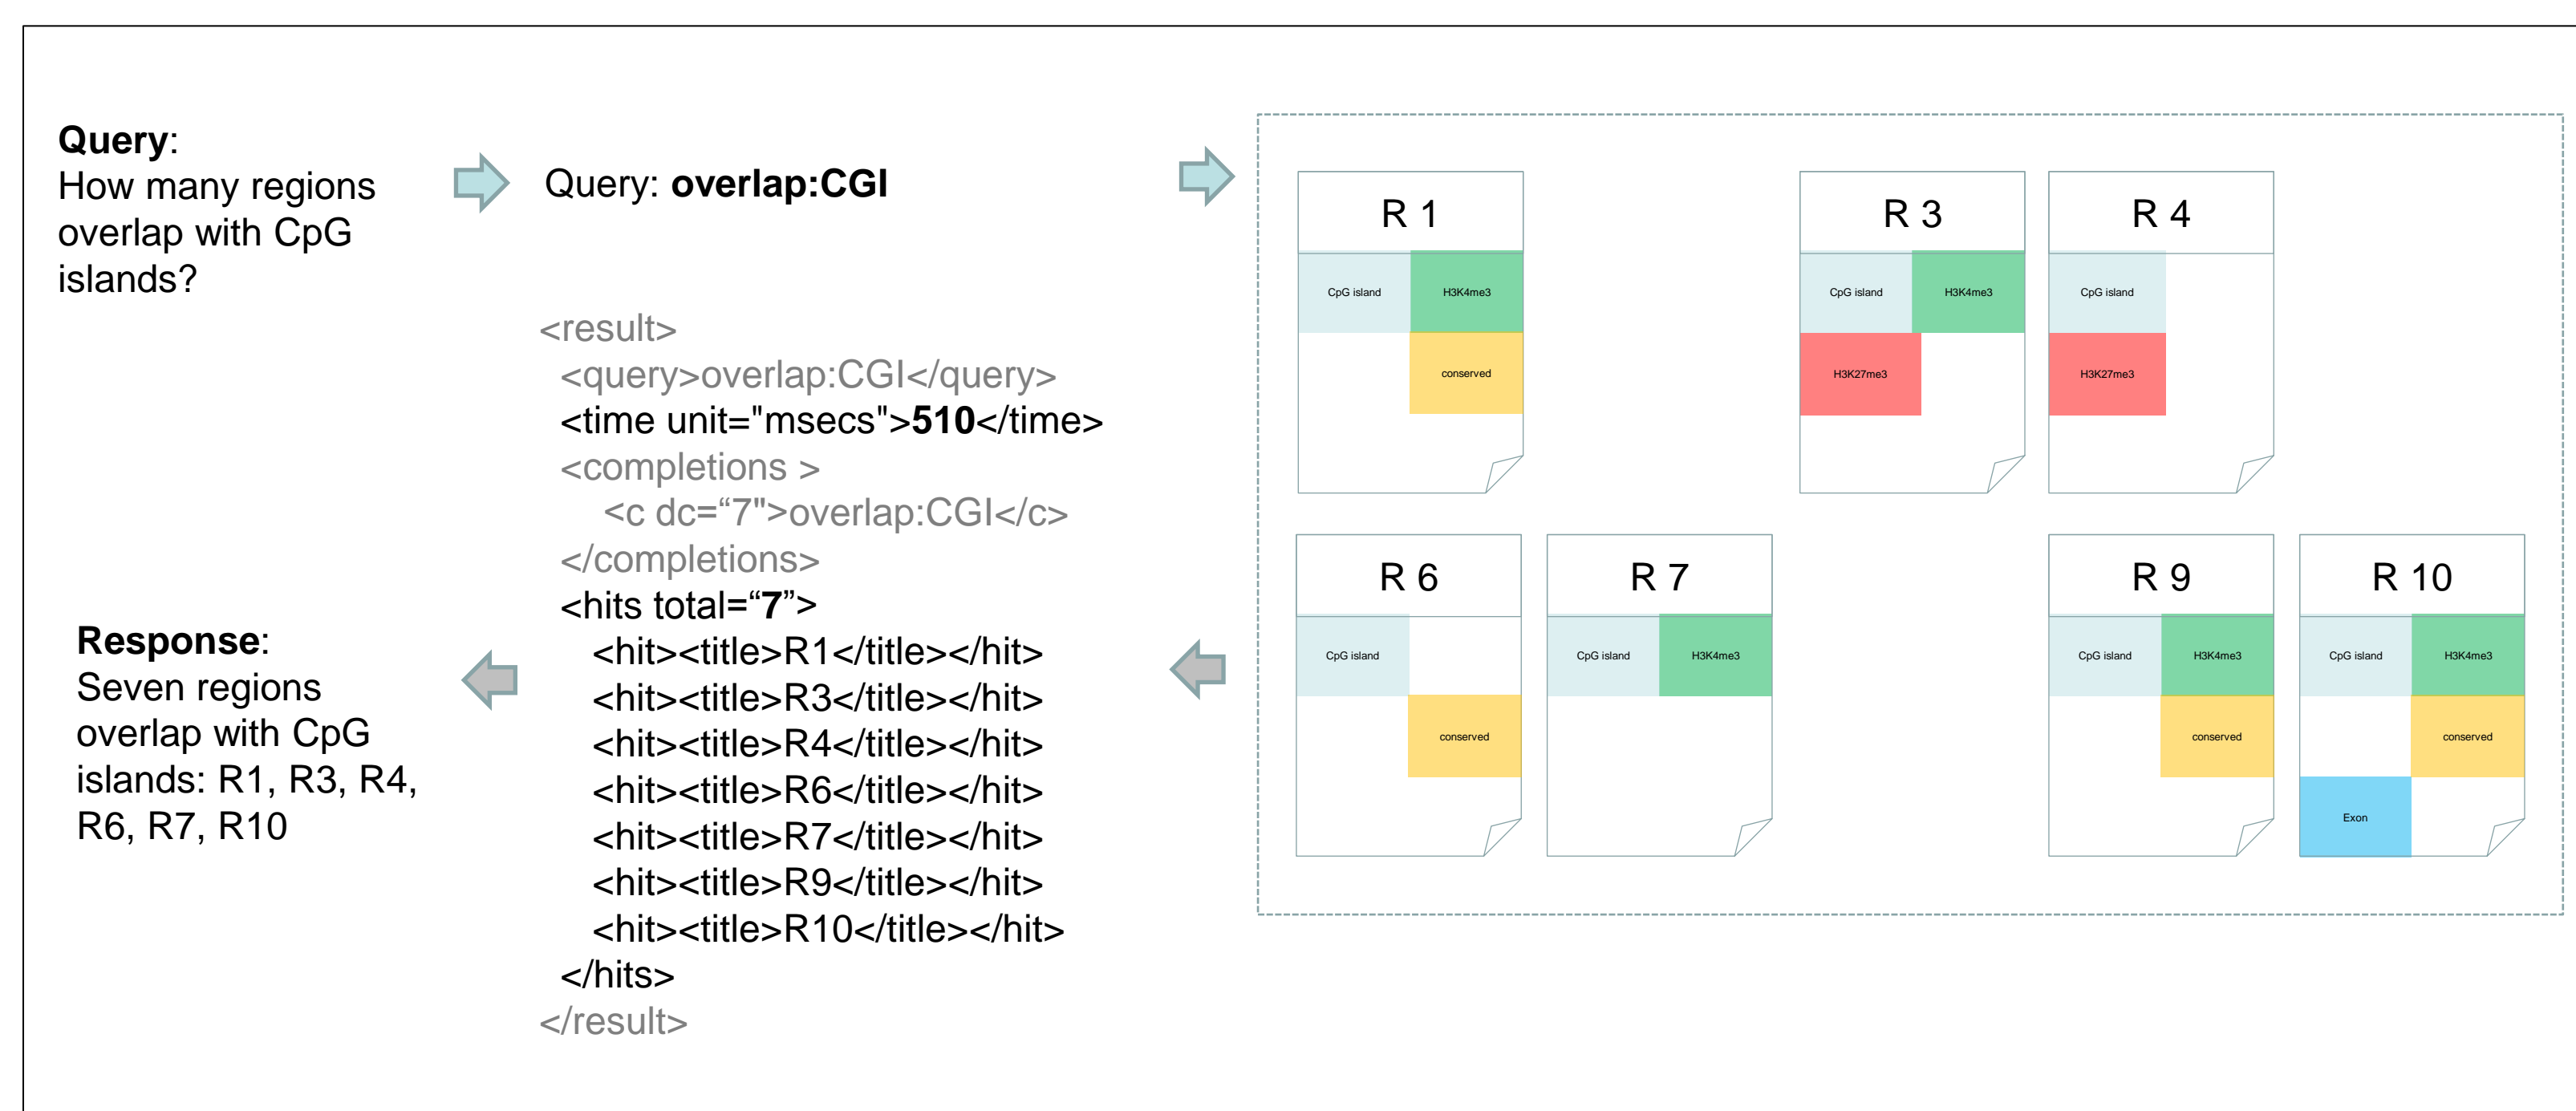 Query:
How many regions
overlap with CpG
islands?
Query: overlap:CGI
<result>
<query>overlap:CGI</query>
<time unit="msecs">510</time>
<completions >
<c dc=“7">overlap:CGI</c>
</completions>
<hits total=“7”>
<hit><title>R1</title></hit>
<hit><title>R3</title></hit>
<hit><title>R4</title></hit>
<hit><title>R6</title></hit>
<hit><title>R7</title></hit>
<hit><title>R9</title></hit>
<hit><title>R10</title></hit>
</hits>
</result>
Response:
Seven regions
overlap with CpG
islands: R1, R3, R4,
R6, R7, R10
R 1
CpG island
H3K4me3
conserved
R 3
CpG island
H3K4me3
H3K27me3
R 4
CpG island
H3K27me3
R 6
CpG island
conserved
R 7
CpG island
H3K4me3
R 9
CpG island
H3K4me3
conserved
R 10
CpG island
H3K4me3
conserved
Exon